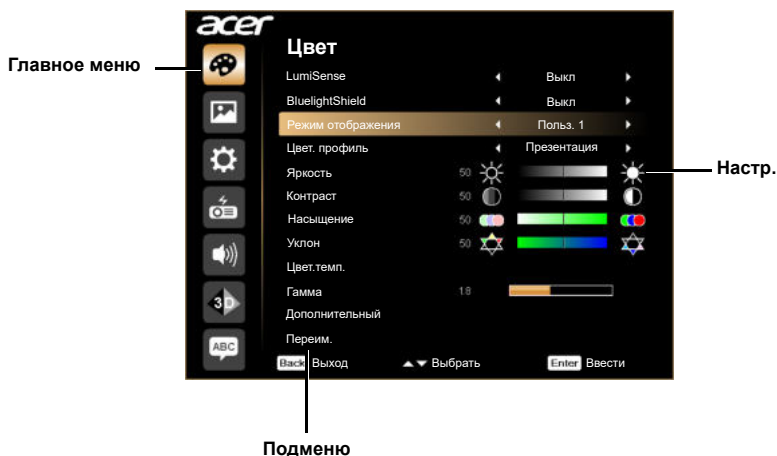 acer
Цвет
Главное меню
LumiSense Выкл
BluelightShield Выкл
Режим отображения Польз. 1
Цвет. профиль Презентация
Настр.
Яркость 50
Контраст 50
Насыщение 50
Уклон 50
Цвет.темп.
Гамма 1.8
3D
Дополнительный
Переим.
ABC
Back Выход Выбрать Enter Ввести
Подменю